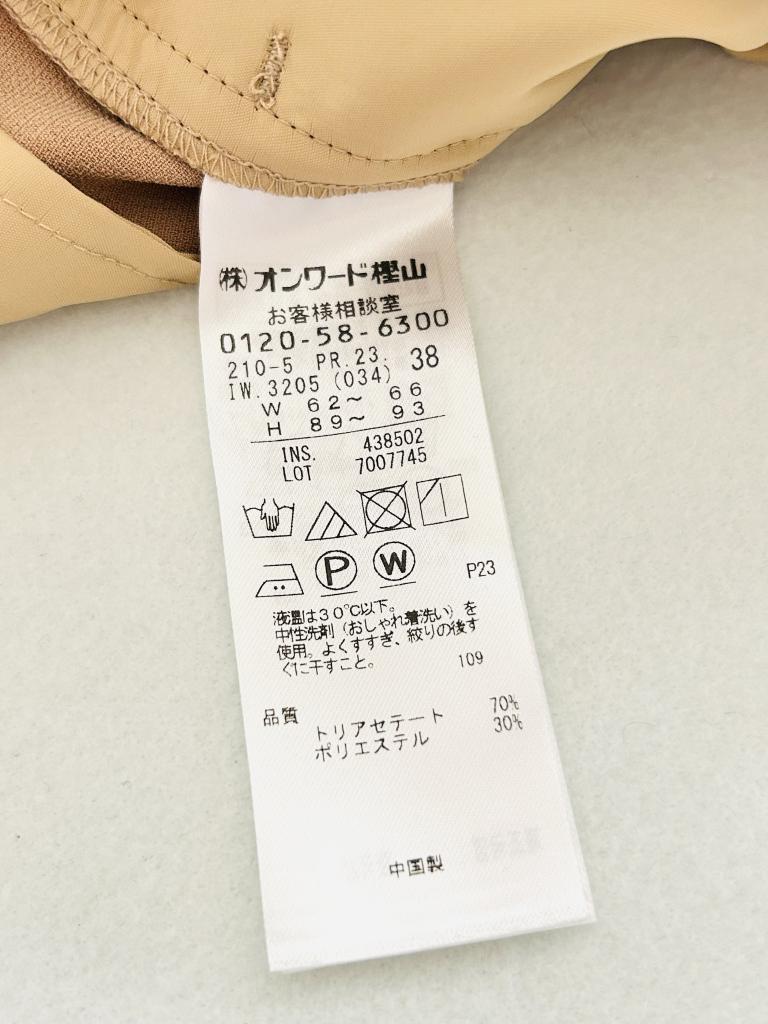 (株)オンワード樫山
お客様相談室
0120-58-6300
210-5 PR.23. 38
IW.3205 (034)
W 62～ 66
H 89～ 93
INS. 438502
LOT 7007745
P W P23
液温は30℃以下。
中性洗剤（おしゃれ着洗い）を
使用。よくすすぎ、絞りの後す
ぐに干すこと。 109
品質
トリアセテート 70%
ポリエステル 30%
中国製